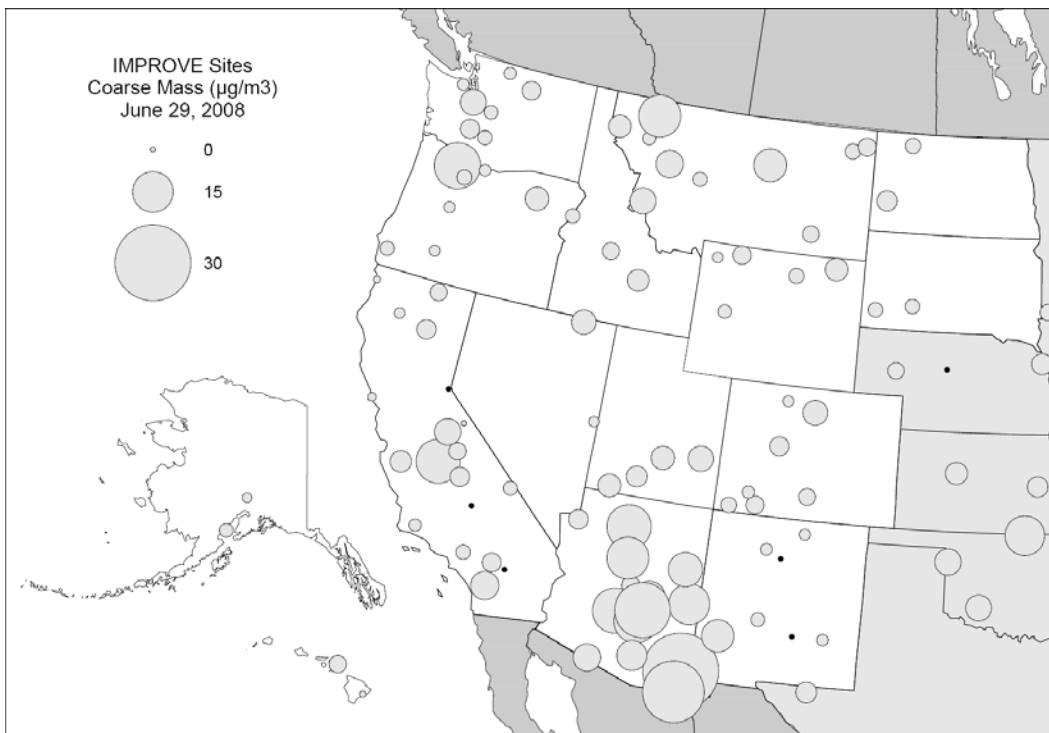 IMPROVE Sites
Coarse Mass (µg/m3)
June 29, 2008
0
15
30